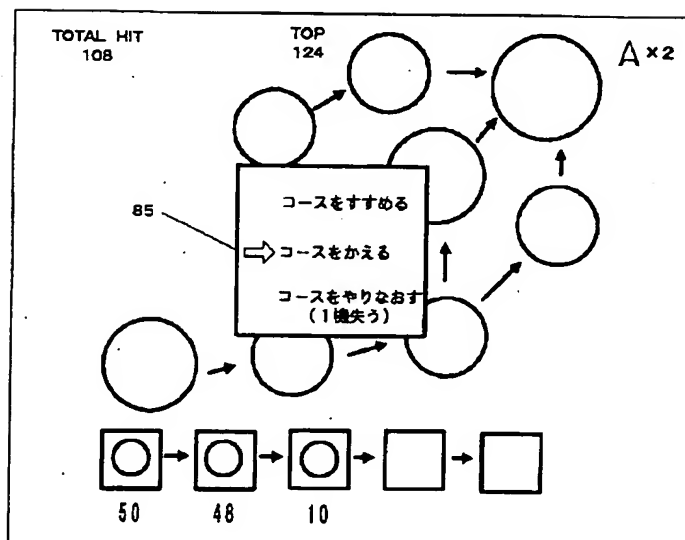 TOTAL HIT
108
TOP
124
A×2
85
コースをすすめる
コースをかえる
コースをやりなおす
(1機失う)
50 48 10